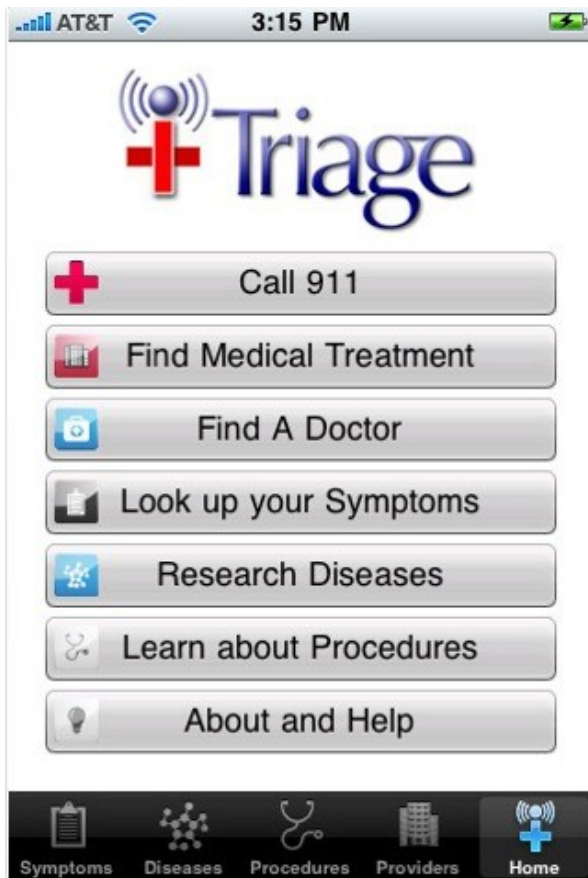 AT&T 3:15 PM
Triage
Call 911
Find Medical Treatment
Find A Doctor
Look up your Symptoms
Research Diseases
Learn about Procedures
About and Help
Symptoms Diseases Procedures Providers Home